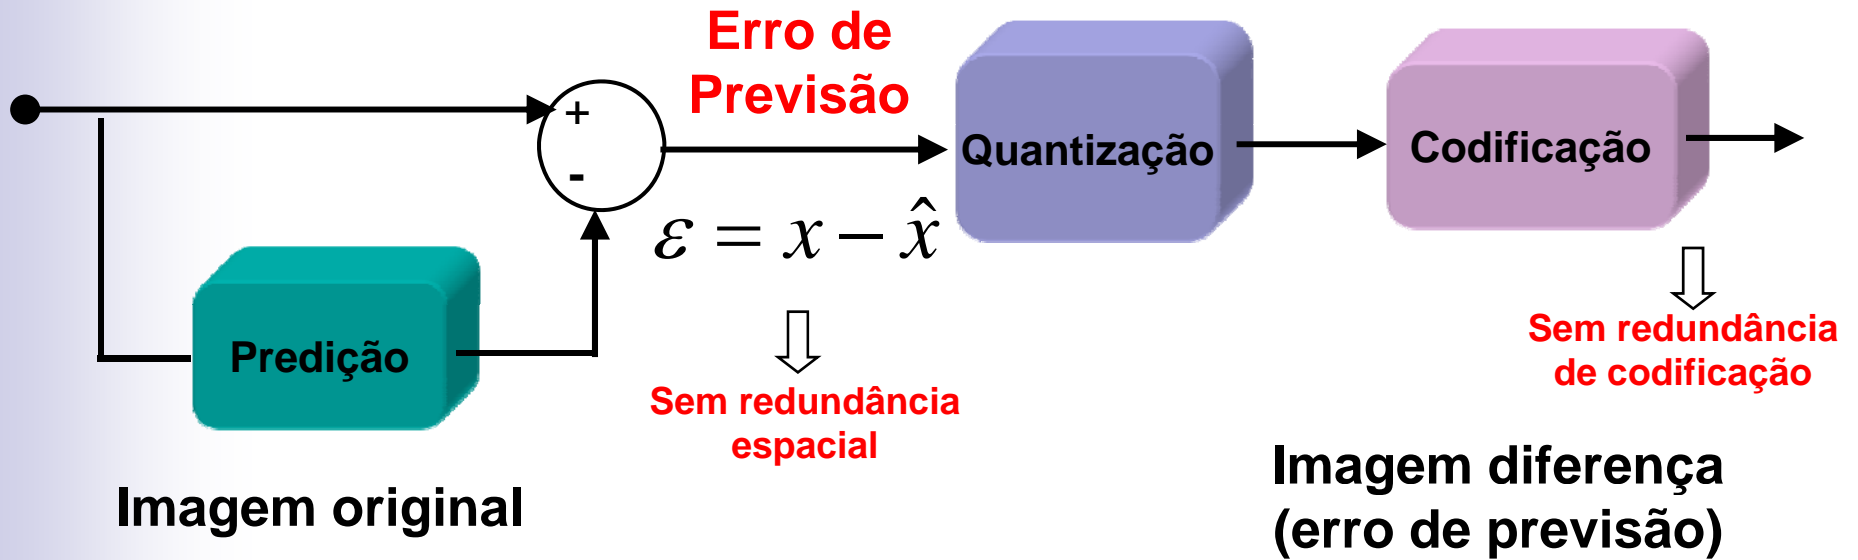 Erro de
Previsão
+
-
Quantização
Codificação
ε = x − x̂
Predição
Sem redundância
espacial
Sem redundância
de codificação
Imagem original
Imagem diferença
(erro de previsão)